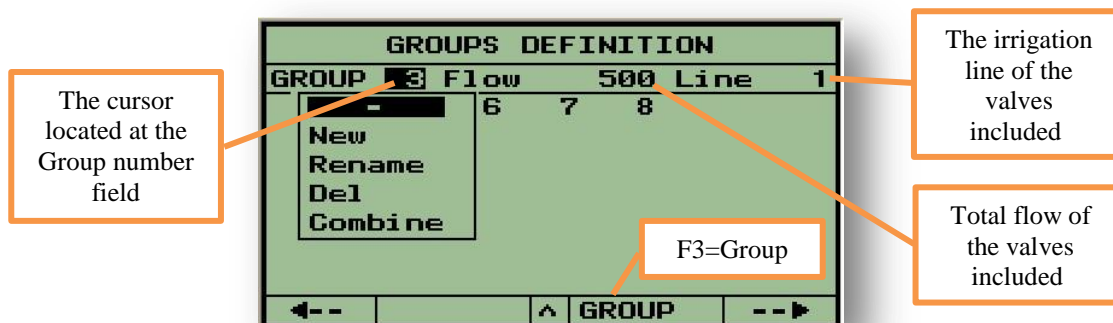 GROUPS DEFINITION
GROUP 3 Flow 500 Line 1
- 6 7 8
New
Rename
Del
Combine
◄-- ^ GROUP --►
The cursor
located at the
Group number
field
The irrigation
line of the
valves
included
Total flow of
the valves
included
F3=Group